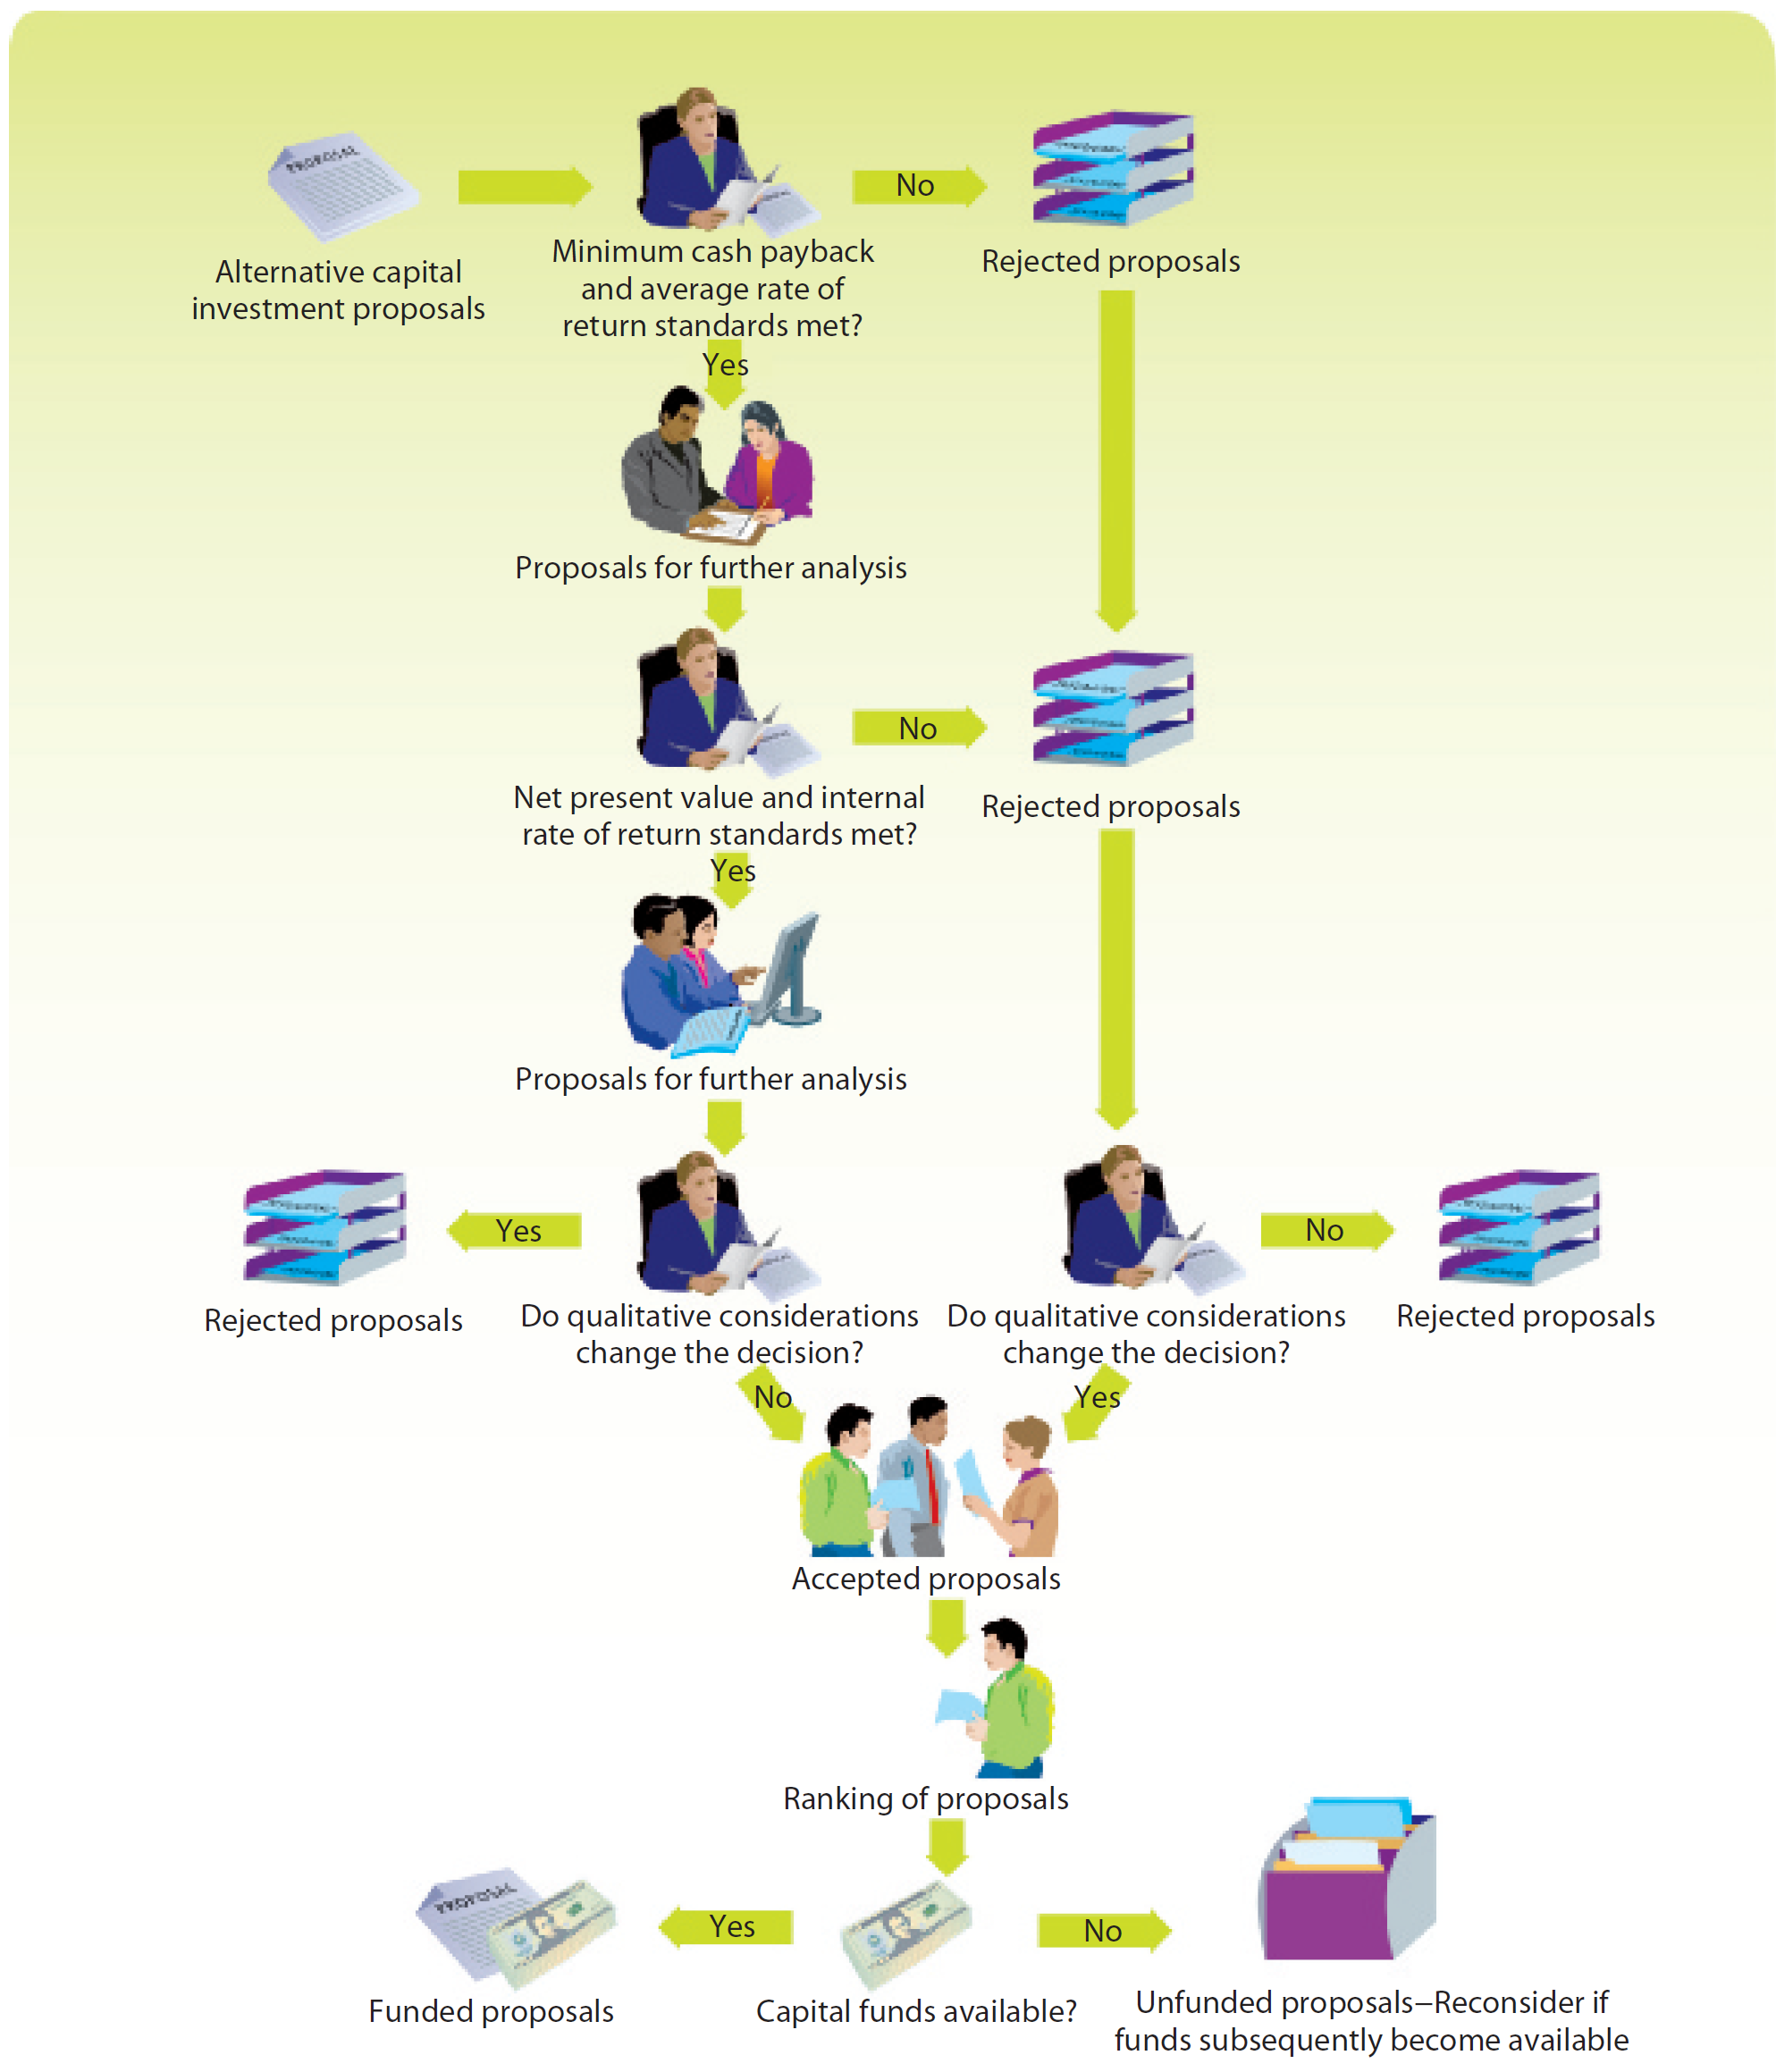 PROPOSAL
Alternative capital
investment proposals
Minimum cash payback
and average rate of
return standards met?
No
Rejected proposals
Yes
Proposals for further analysis
Net present value and internal
rate of return standards met?
No
Rejected proposals
Yes
Proposals for further analysis
Yes
Rejected proposals
Do qualitative considerations
change the decision?
Do qualitative considerations
change the decision?
No
Rejected proposals
No
Yes
Accepted proposals
Ranking of proposals
PROPOSAL
Funded proposals
Yes
Capital funds available?
No
Unfunded proposals–Reconsider if
funds subsequently become available